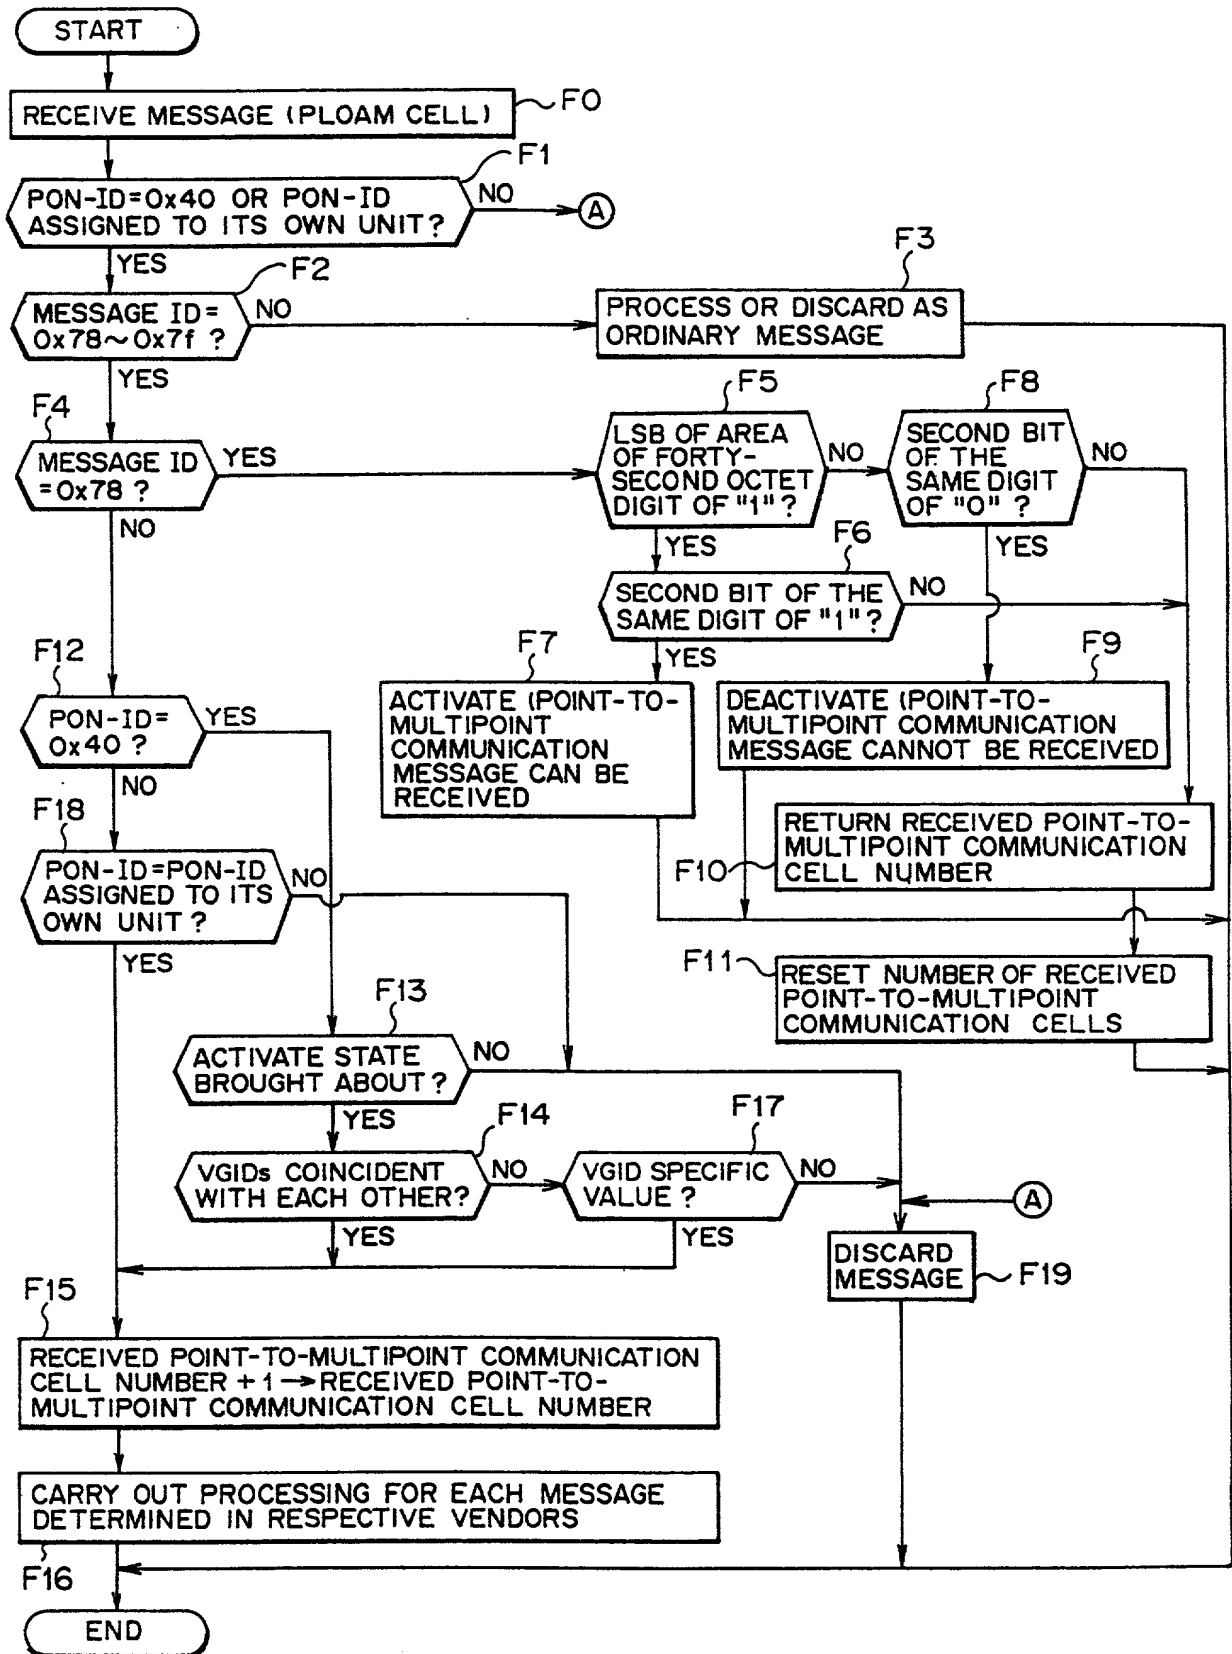 START
RECEIVE MESSAGE (PLOAM CELL)
F0
F1
PON-ID=0x40 OR PON-ID
ASSIGNED TO ITS OWN UNIT?
NO
A
YES
F2
MESSAGE ID=
0x78~0x7f ?
NO
F3
PROCESS OR DISCARD AS
ORDINARY MESSAGE
YES
F4
MESSAGE ID
=0x78 ?
YES
NO
F5
LSB OF AREA
OF FORTY-
SECOND OCTET
DIGIT OF "1"?
NO
YES
F8
SECOND BIT
OF THE
SAME DIGIT
OF "0" ?
NO
YES
F6
SECOND BIT OF THE
SAME DIGIT OF "1"?
NO
YES
F7
ACTIVATE (POINT-TO-
MULTIPOINT
COMMUNICATION
MESSAGE CAN BE
RECEIVED
F9
DEACTIVATE (POINT-TO-
MULTIPOINT COMMUNICATION
MESSAGE CANNOT BE RECEIVED
F10
RETURN RECEIVED POINT-TO-
MULTIPOINT COMMUNICATION
CELL NUMBER
F11
RESET NUMBER OF RECEIVED
POINT-TO-MULTIPOINT
COMMUNICATION CELLS
F12
PON-ID=
0x40 ?
YES
NO
F18
PON-ID=PON-ID
ASSIGNED TO ITS
OWN UNIT ?
NO
YES
F13
ACTIVATE STATE
BROUGHT ABOUT ?
NO
YES
F14
VGIDs COINCIDENT
WITH EACH OTHER?
NO
YES
F17
VGID SPECIFIC
VALUE ?
NO
YES
A
DISCARD
MESSAGE
F19
F15
RECEIVED POINT-TO-MULTIPOINT COMMUNICATION
CELL NUMBER +1→RECEIVED POINT-TO-
MULTIPOINT COMMUNICATION CELL NUMBER
CARRY OUT PROCESSING FOR EACH MESSAGE
DETERMINED IN RESPECTIVE VENDORS
F16
END